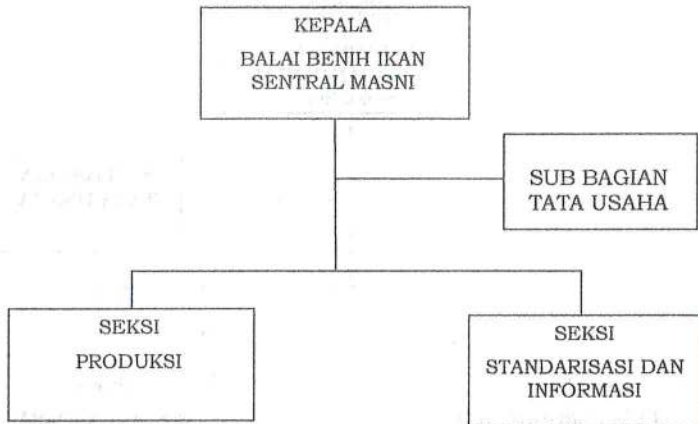 KEPALA
BALAI BENIH IKAN
SENTRAL MASNI
SUB BAGIAN
TATA USAHA
SEKSI
PRODUKSI
SEKSI
STANDARISASI DAN
INFORMASI